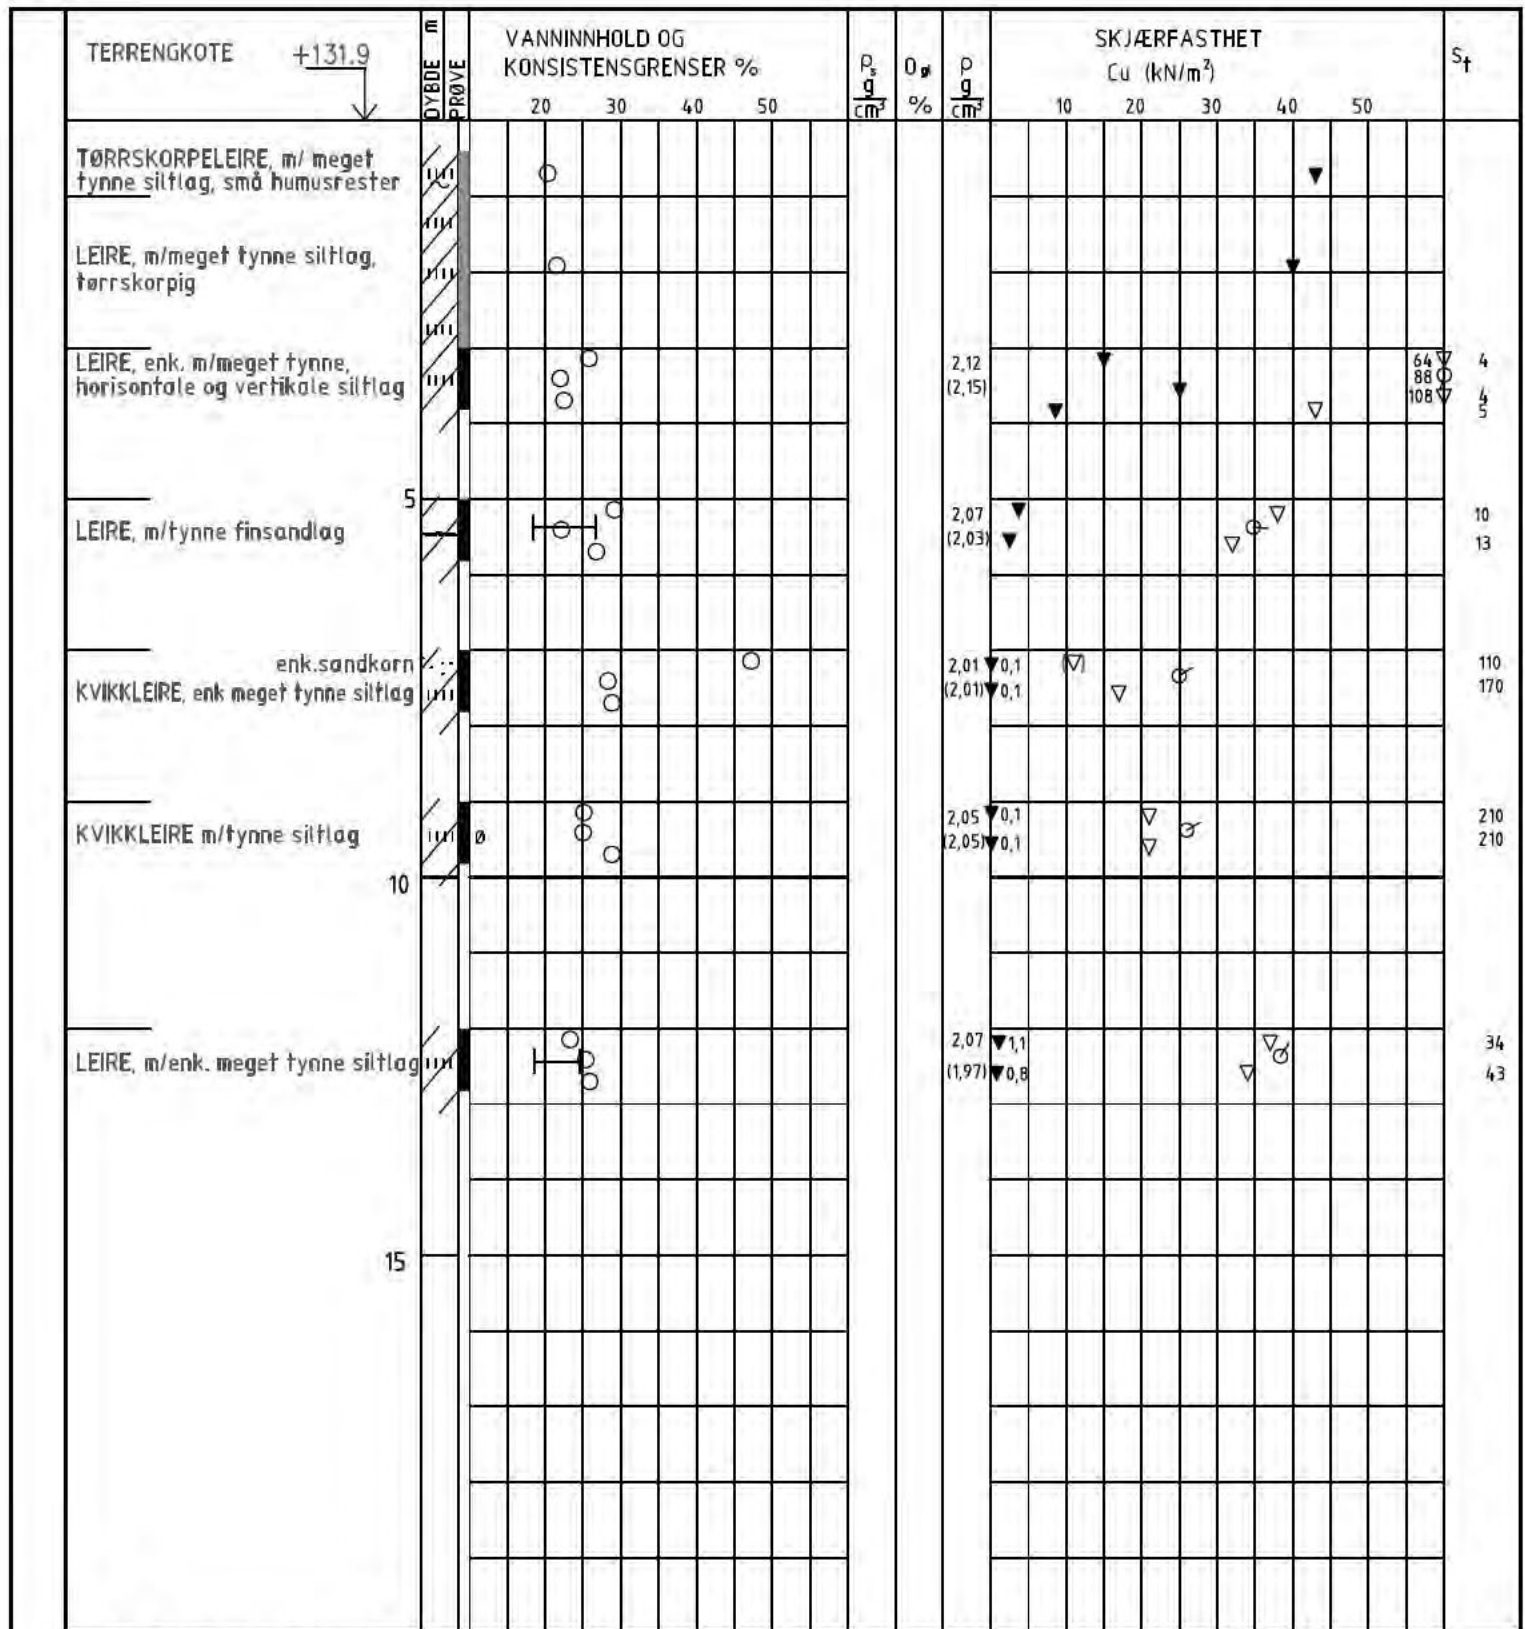 TERRENGKOTE +131.9
DYBDE m
PRØVE
VANNINNHOLD OG
KONSISTENSGRENSER %
20 30 40 50
ρs g/cm³
O gl %
ρ g/cm³
SKJÆRFASTHET
Cu (kN/m²)
10 20 30 40 50
St
TØRRSKORPELEIRE, m/ meget
tynne siltlag, små humusrester
LEIRE, m/meget tynne siltlag,
tørrskorpig
LEIRE, enk. m/meget tynne,
horisontale og vertikale siltlag
2,12 64 4
(2,15) 88
108 4
5
5
LEIRE, m/tynne finsandlag
2,07 10
(2,03) 13
enk.sandkorn
2,01 0,1 110
KVIKKLEIRE, enk meget tynne siltlag
(2,01) 0,1 170
KVIKKLEIRE m/tynne siltlag
ø
2,05 0,1 210
(2,05) 0,1 210
10
LEIRE, m/enk. meget tynne siltlag
2,07 1,1 34
(1,97) 0,8 43
15